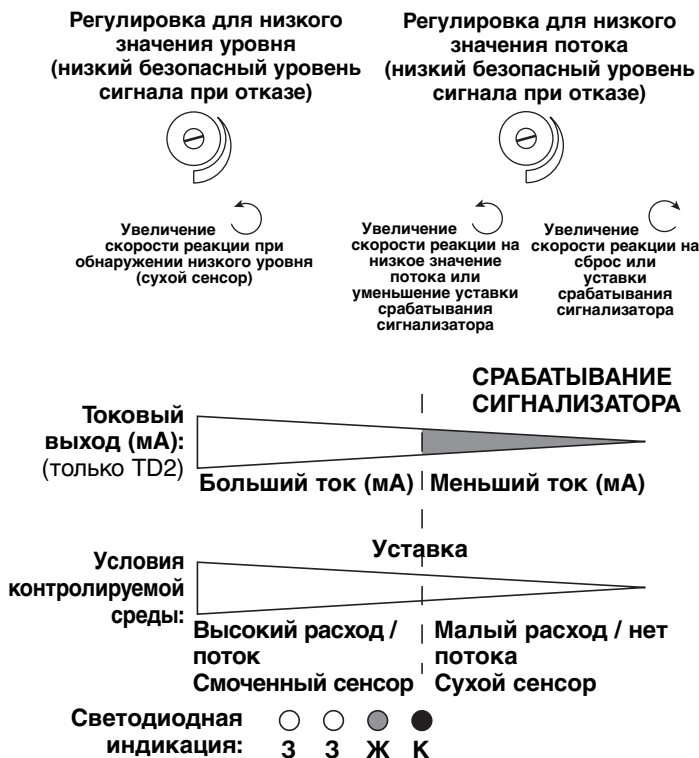 Регулировка для низкого
значения уровня
(низкий безопасный уровень
сигнала при отказе)
Регулировка для низкого
значения потока
(низкий безопасный уровень
сигнала при отказе)
Увеличение
скорости реакции при
обнаружении низкого уровня
(сухой сенсор)
Увеличение
скорости реакции на
низкое значение
потока или
уменьшение уставки
срабатывания
сигнализатора
Увеличение
скорости реакции на
сброс или
уставки
срабатывания
сигнализатора
СРАБАТЫВАНИЕ
СИГНАЛИЗАТОРА
Токовый
выход (мА):
(только TD2)
Больший ток (мА)
Меньший ток (мА)
Уставка
Условия
контролируемой
среды:
Высокий расход /
поток
Смоченный сенсор
Малый расход / нет
потока
Сухой сенсор
Светодиодная
индикация:
З З Ж К